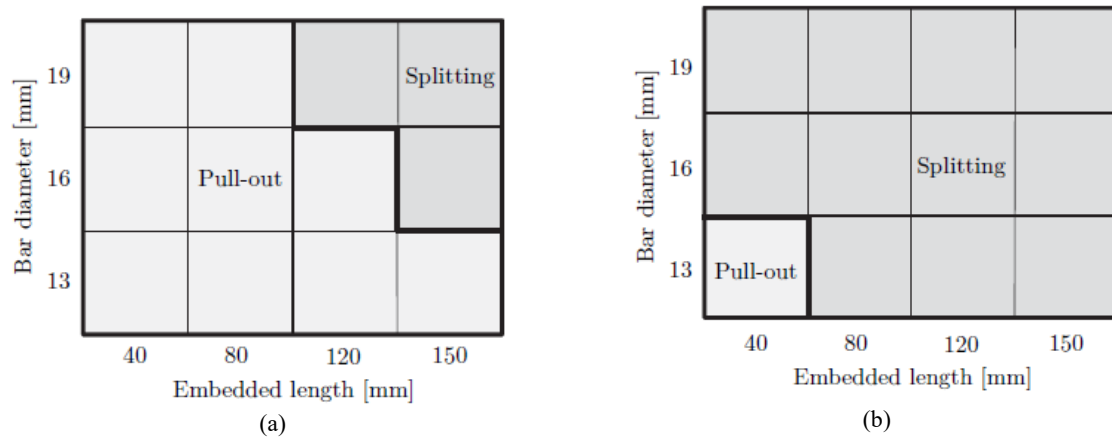 Bar diameter [mm]
19
16
13
Splitting
Pull-out
40 80 120 150
Embedded length [mm]
(a)
Bar diameter [mm]
19
16
13
Splitting
Pull-out
40 80 120 150
Embedded length [mm]
(b)